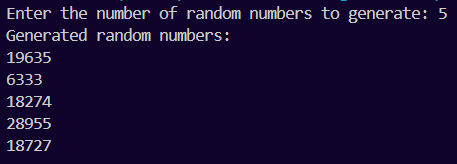 Enter the number of random numbers to generate: 5
Generated random numbers:
19635
6333
18274
28955
18727